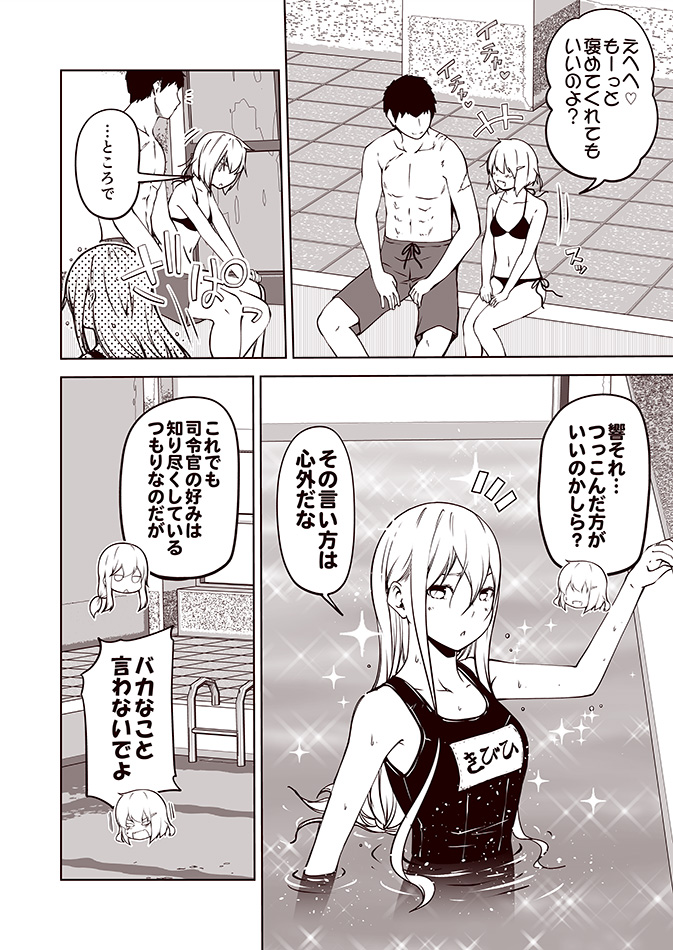 えへへ♡
もーっと
褒めてくれても
いいのよ?
イチャ♡
イチャ♡
ズスッ
…ところで
ざばっ
響それ…
つっこんだ方が
いいのかしら?
その言い方は
心外だな
きびひ
これでも
司令官の好みは
知り尽くしている
つもりなのだが
バカなこと
言わないでよ